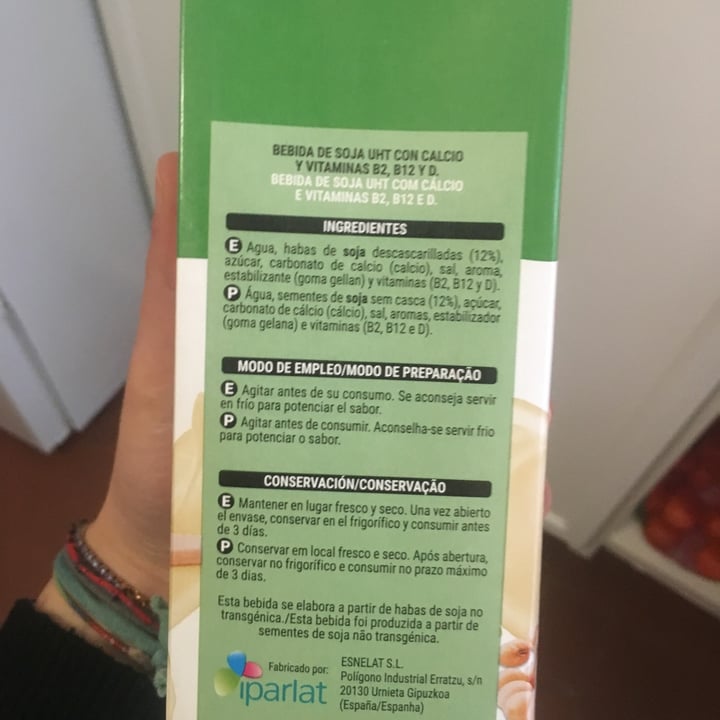 BEBIDA DE SOJA UHT CON CALCIO
Y VITAMINAS B2, B12 Y D.
BEBIDA DE SOJA UHT COM CÁLCIO
E VITAMINAS B2, B12 E D.
INGREDIENTES
E Agua, habas de soja descascarilladas (12%),
azúcar, carbonato de calcio (calcio), sal, aroma,
estabilizante (goma gellan) y vitaminas (B2, B12 y D).
P Água, sementes de soja sem casca (12%), açúcar,
carbonato de cálcio (cálcio), sal, aromas, estabilizador
(goma gelana) e vitaminas (B2, B12 e D).
MODO DE EMPLEO/MODO DE PREPARAÇÃO
E Agitar antes de su consumo. Se aconseja servir
en frío para potenciar el sabor.
P Agitar antes de consumir. Aconselha-se servir frio
para potenciar o sabor.
CONSERVACIÓN/CONSERVAÇÃO
E Mantener en lugar fresco y seco. Una vez abierto
el envase, conservar en el frigorífico y consumir antes
de 3 días.
P Conservar em local fresco e seco. Após abertura,
conservar no frigorífico e consumir no prazo máximo
de 3 dias.
Esta bebida se elabora a partir de habas de soja no
transgénica./Esta bebida foi produzida a partir de
sementes de soja não transgénica.
Fabricado por:
iparlat
ESNELAT S.L.
Polígono Industrial Erratzu, s/n
20130 Urnieta Gipuzkoa
(España/Espanha)